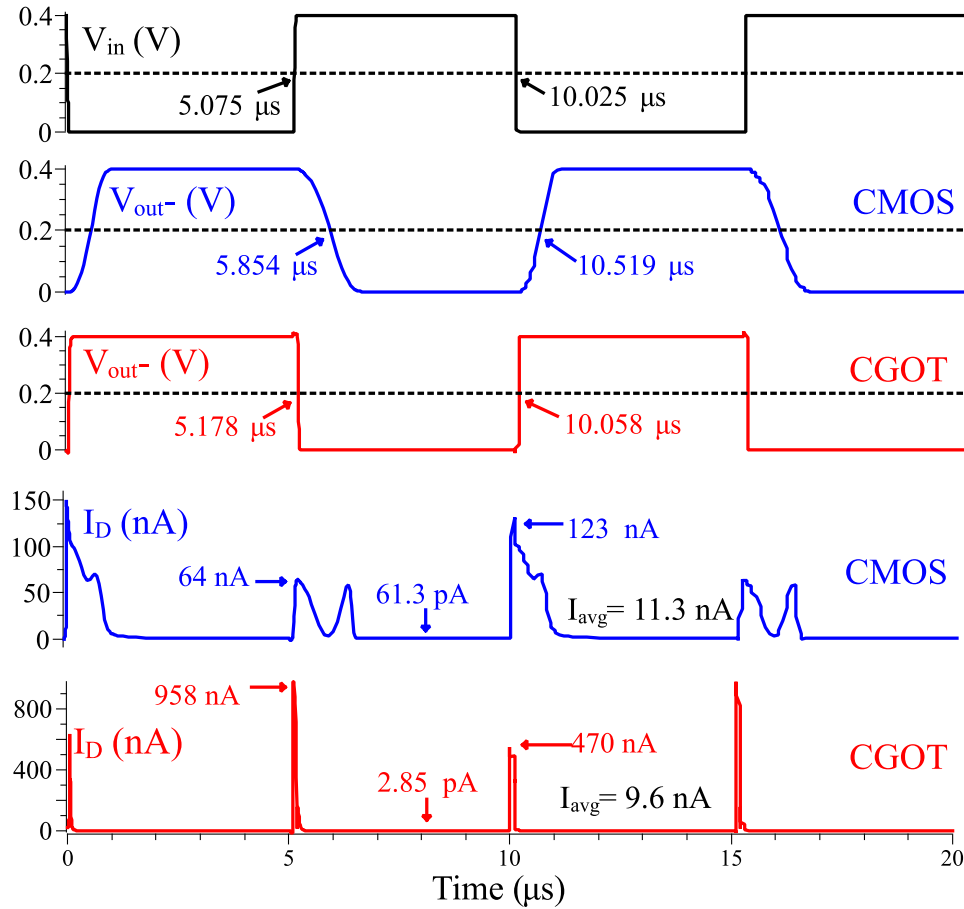 0.4
V_in (V)
0.2
5.075 μs
10.025 μs
0
0.4
V_out- (V)
CMOS
0.2
5.854 μs
10.519 μs
0
0.4
V_out- (V)
CGOT
0.2
5.178 μs
10.058 μs
0
150
I_D (nA)
123 nA
100
64 nA
61.3 pA
CMOS
50
I_avg= 11.3 nA
0
958 nA
800
I_D (nA)
470 nA
CGOT
400
2.85 pA
I_avg= 9.6 nA
0
0 5 10 15 20
Time (μs)